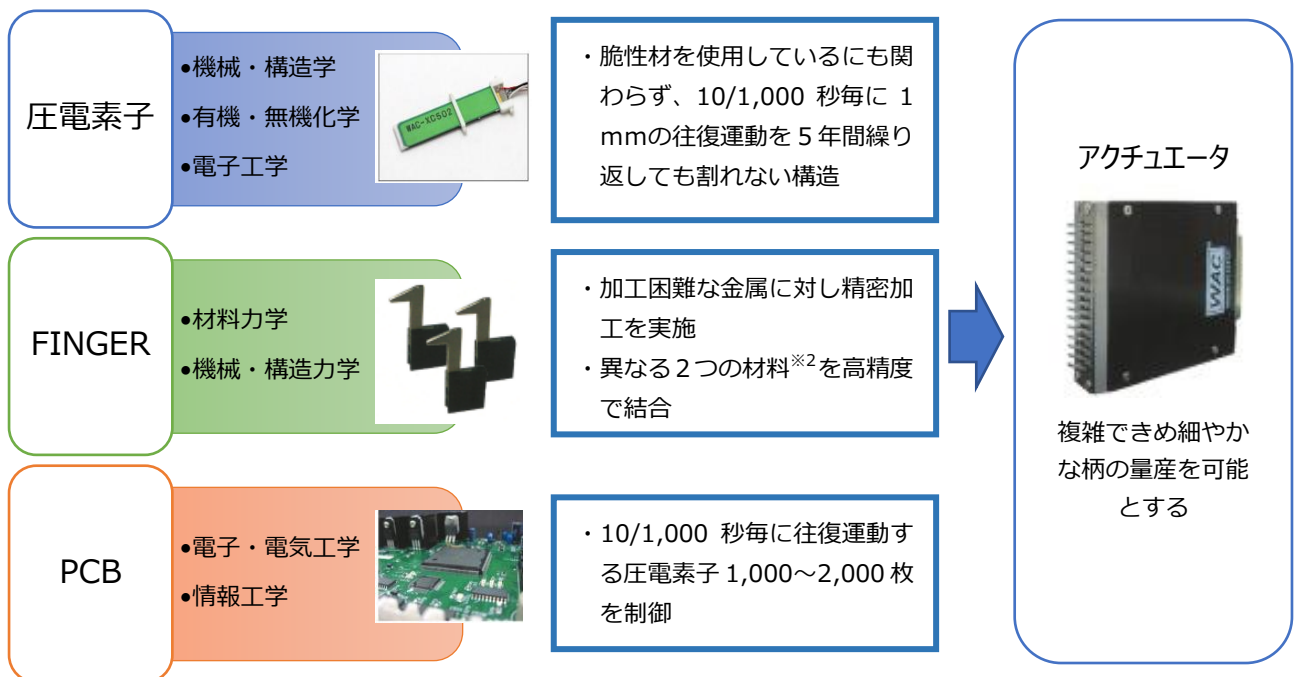 圧電素子
•機械・構造学
•有機・無機化学
•電子工学
WAC-XC502
・脆性材を使用しているにも関
わらず、10/1,000 秒毎に 1
mmの往復運動を5年間繰り
返しても割れない構造
FINGER
•材料力学
•機械・構造力学
・加工困難な金属に対し精密加
工を実施
・異なる2つの材料※2を高精度
で結合
PCB
•電子・電気工学
•情報工学
・10/1,000 秒毎に往復運動す
る圧電素子 1,000~2,000 枚
を制御
アクチュエータ
WAC
複雑できめ細やか
な柄の量産を可能
とする